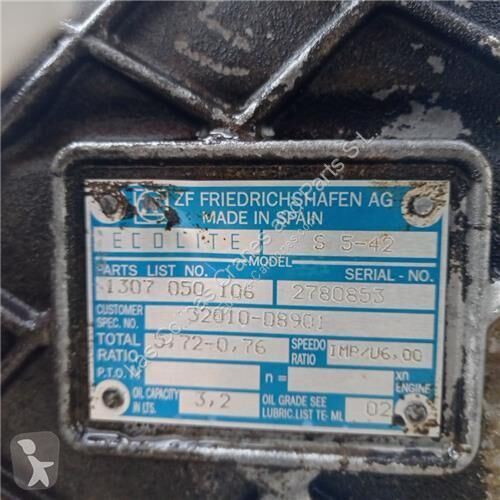 ZF FRIEDRICHSHAFEN AG
MADE IN SPAIN
ECOLITE S 5-42
MODEL
PARTS LIST NO. SERIAL - NO.
1307 050 106 2780853
CUSTOMER SPEC. NO. 32010-D8901
TOTAL RATIO 5,72-0,76 SPEEDO RATIO IMP/U6,00
P.T.O. N n = xn ENGINE
OIL CAPACITY IN LTS. 3,2 OIL GRADE SEE LUBRIC. LIST TE-ML 02